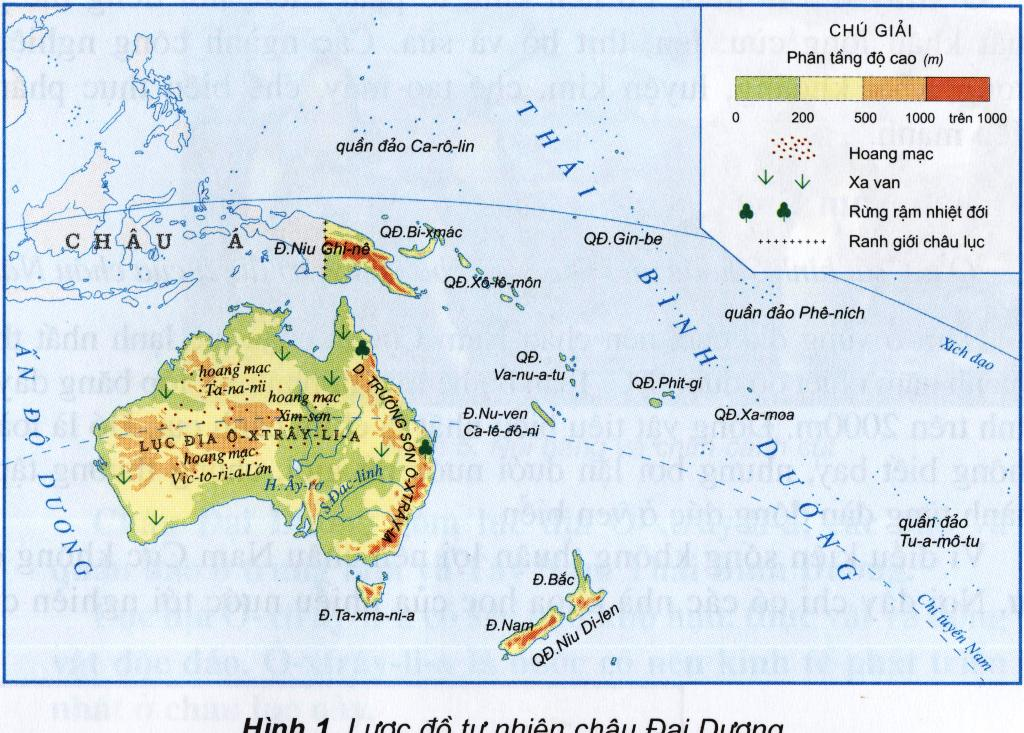 CHÚ GIẢI
Phân tầng độ cao (m)
0 200 500 1000 trên 1000
Hoang mạc
Xa van
Rừng rậm nhiệt đới
Ranh giới châu lục
THÁI BÌNH DƯƠNG
quần đảo Ca-rô-lin
CHÂU Á
Đ.Niu Ghi-nê
QĐ.Bi-xmác
QĐ.Gin-be
QĐ.Xô-lô-môn
quần đảo Phê-ních
Xích đạo
ẤN ĐỘ DƯƠNG
hoang mạc
Ta-na-mi
hoang mạc
Xim-sơn
LỤC ĐỊA Ô-XTRÂY-LI-A
hoang mạc
Vic-to-ri-a Lớn
H. Ây-rơ
S. Đac-linh
D. TRƯỜNG SƠN Ô-XTRÂY-LI-A
QĐ.
Va-nu-a-tu
QĐ.Phit-gi
Đ.Nu-ven
Ca-lê-đô-ni
QĐ.Xa-moa
quần đảo
Tu-a-mô-tu
Chí tuyến Nam
Đ.Ta-xma-ni-a
Đ.Bắc
Đ.Nam
QĐ.Niu Di-len
Hình 1. Lược đồ tự nhiên châu Đại Dương